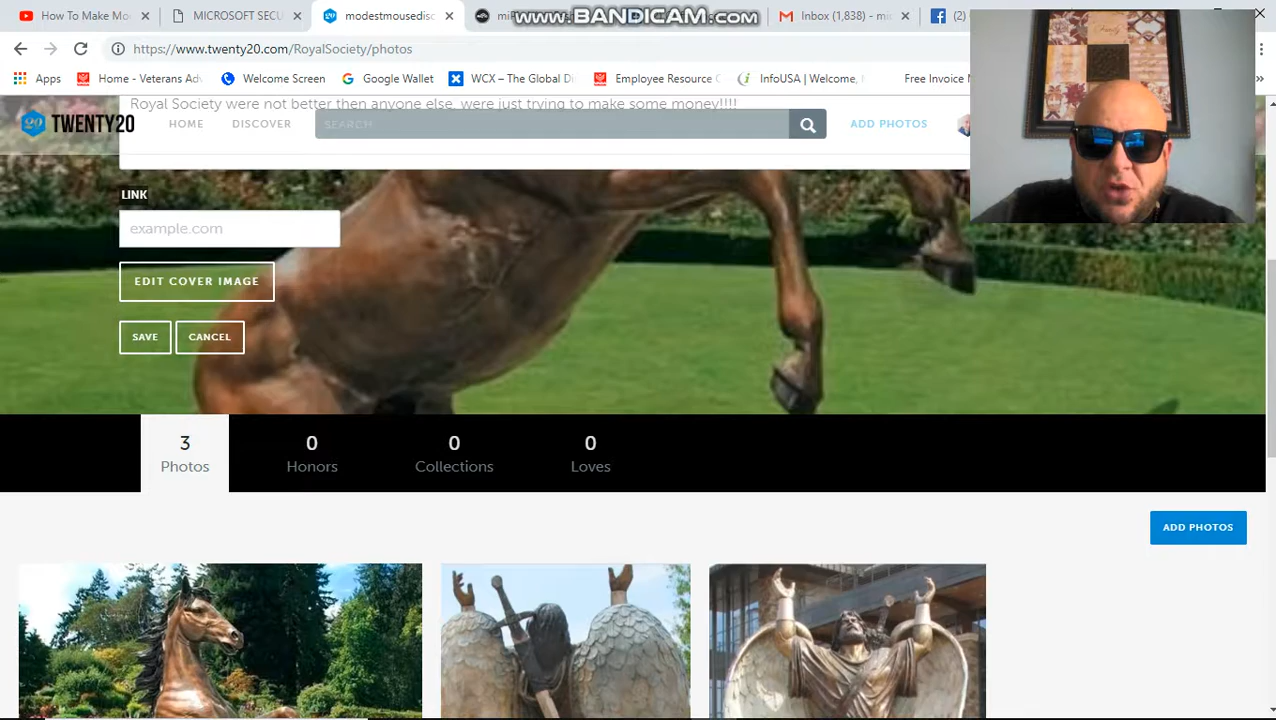 How To Make Mo
MICROSOFT SECU
modestmousedisc
www.BANDICAM.com
Inbox (1,838) - mi
(2)
https://www.twenty20.com/RoyalSociety/photos
Apps
Home - Veterans Adv
Welcome Screen
Google Wallet
WCX – The Global Di
Employee Resource C
InfoUSA | Welcome,
Free Invoice M
»
Royal Society were not better then anyone else, were just trying to make some money!!!!
20 TWENTY20
HOME
DISCOVER
SEARCH
ADD PHOTOS
Family
LINK
example.com
EDIT COVER IMAGE
SAVE
CANCEL
3
Photos
0
Honors
0
Collections
0
Loves
ADD PHOTOS